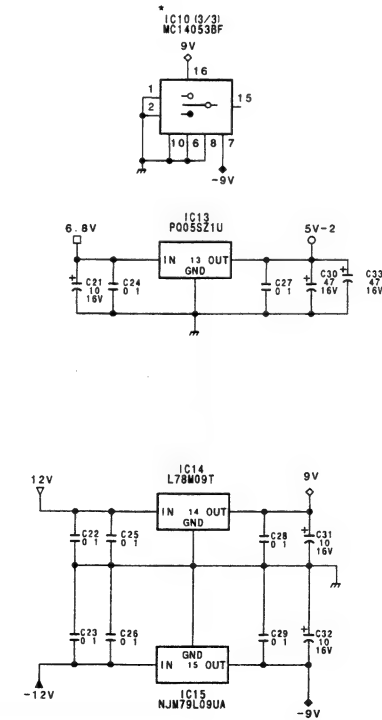 *
IC10 (3/3)
MC14053BF
9V
16
1
2
15
10 6 8 7
-9V
IC13
PQ05SZ1U
6.8V
5V-2
IN 13 OUT
GND
C21
10
16V
C24
0 1
C27
0 1
C30
47
16V
C33
47
16V
IC14
L78M09T
12V
9V
IN 14 OUT
GND
C22
0 1
C25
0 1
C28
0 1
C31
10
16V
C23
0 1
C26
0 1
C29
0 1
C32
10
16V
GND
IN 15 OUT
-12V
IC15
NJM79L09UA
-9V